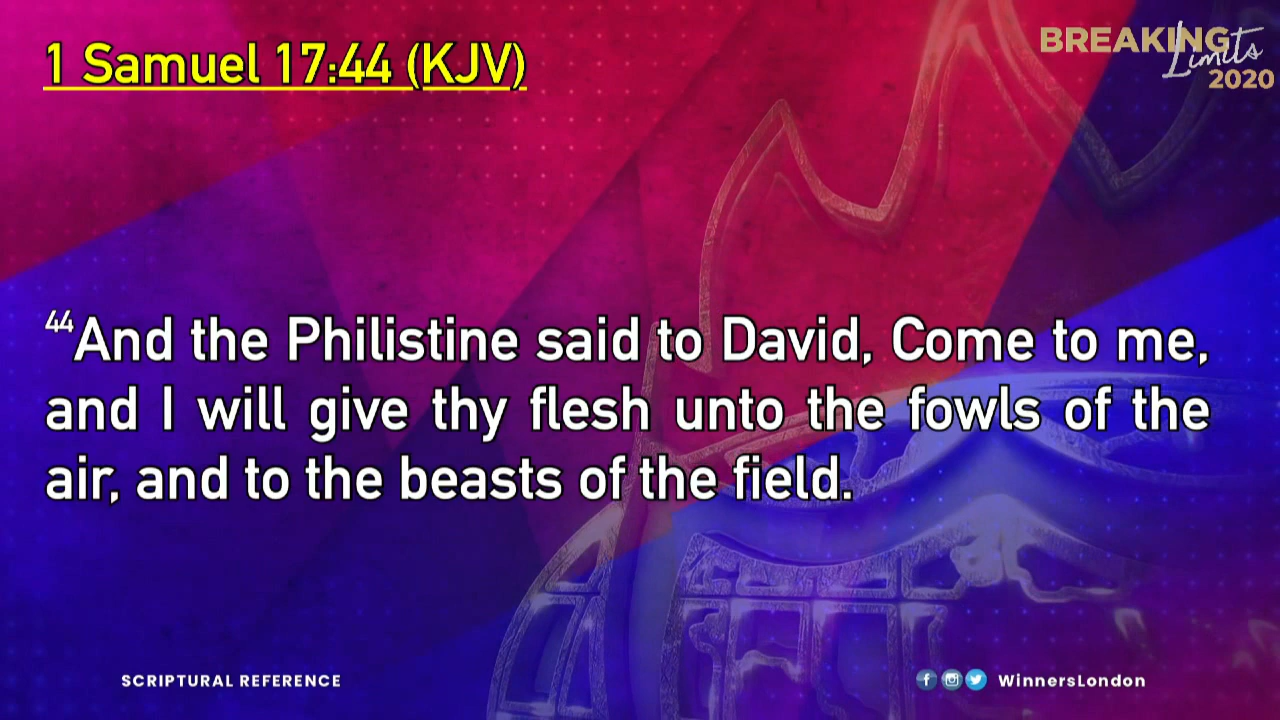 1 Samuel 17:44 (KJV)
BREAKING
Limits
2020
44And the Philistine said to David, Come to me,
and I will give thy flesh unto the fowls of the
air, and to the beasts of the field.
SCRIPTURAL REFERENCE
WinnersLondon